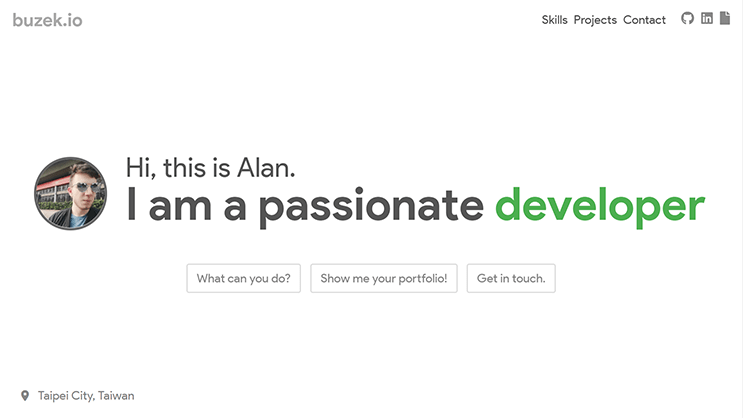 buzek.io
Skills Projects Contact
Hi, this is Alan.
I am a passionate developer
What can you do? Show me your portfolio! Get in touch.
Taipei City, Taiwan